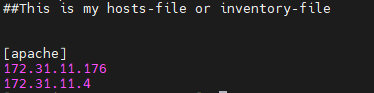 ##This is my hosts-file or inventory-file
[apache]
172.31.11.176
172.31.11.4